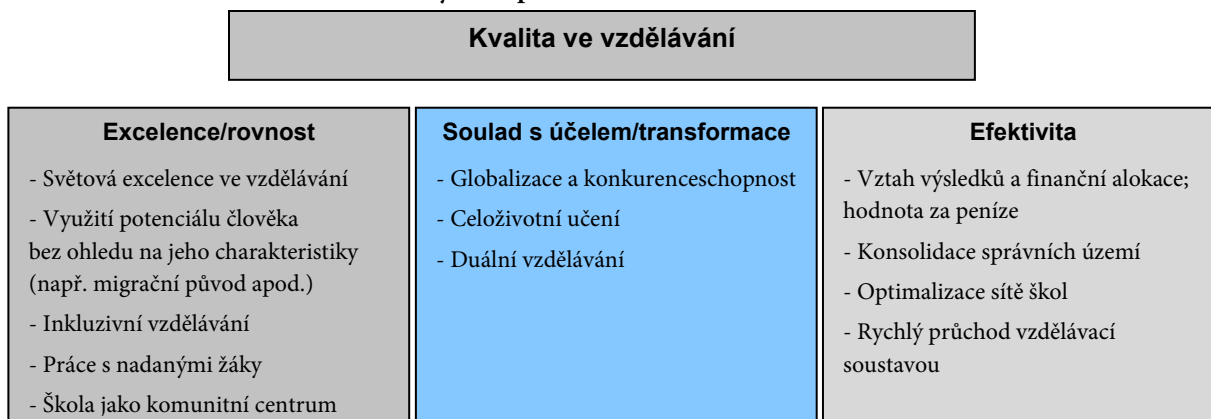 Kvalita ve vzdělávání
Excelence/rovnost
- Světová excelence ve vzdělávání
- Využití potenciálu člověka
bez ohledu na jeho charakteristiky
(např. migrační původ apod.)
- Inkluzivní vzdělávání
- Práce s nadanými žáky
- Škola jako komunitní centrum
Soulad s účelem/transformace
- Globalizace a konkurenceschopnost
- Celoživotní učení
- Duální vzdělávání
Efektivita
- Vztah výsledků a finanční alokace;
hodnota za peníze
- Konsolidace správních území
- Optimalizace sítě škol
- Rychlý průchod vzdělávací
soustavou